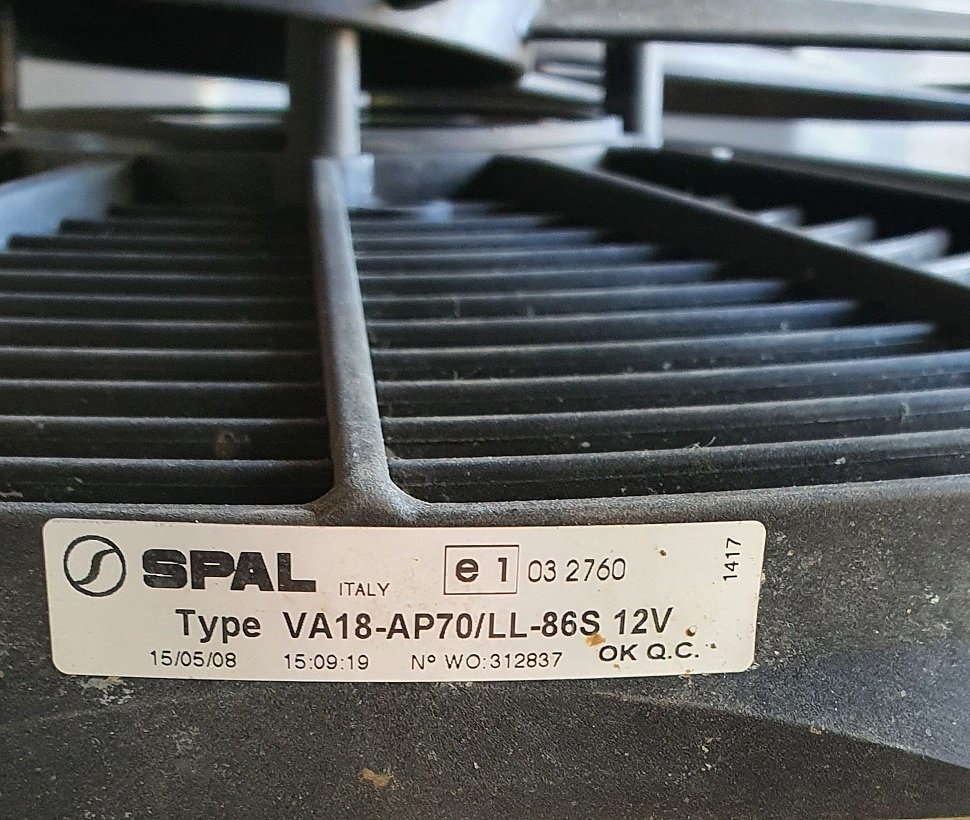 SPAL ITALY e 1 03 2760
1417
Type VA18-AP70/LL-86S 12V
15/05/08 15:09:19 Nº WO:312837 OK Q.C.